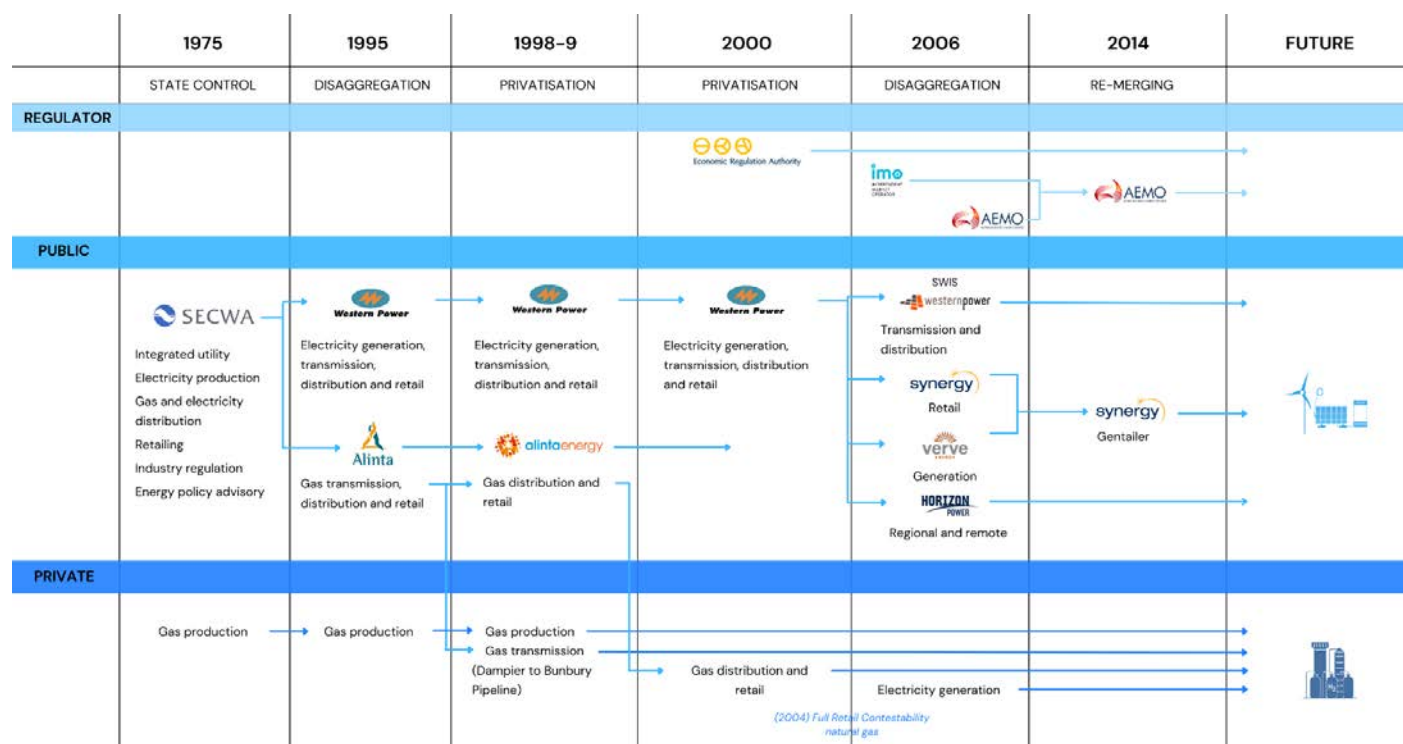 1975
1995
1998-9
2000
2006
2014
FUTURE
STATE CONTROL
DISAGGREGATION
PRIVATISATION
PRIVATISATION
DISAGGREGATION
RE-MERGING
REGULATOR
Economic Regulation Authority
imo
INDEPENDENT
MARKET
OPERATOR
AEMO
AEMO
PUBLIC
SECWA
Integrated utility
Electricity production
Gas and electricity
distribution
Retailing
Industry regulation
Energy policy advisory
Western Power
Electricity generation,
transmission,
distribution and retail
Alinta
Gas transmission,
distribution and retail
Western Power
Electricity generation,
transmission,
distribution and retail
alintaenergy
Gas distribution and
retail
Western Power
Electricity generation,
transmission, distribution
and retail
SWIS
westernpower
Transmission and
distribution
synergy
Retail
verve
ENERGY
Generation
HORIZON
POWER
Regional and remote
synergy
Gentailer
PRIVATE
Gas production
Gas production
Gas production
Gas transmission
(Dampier to Bunbury
Pipeline)
Gas distribution and
retail
Electricity generation
(2004) Full Retail Contestability
natural gas